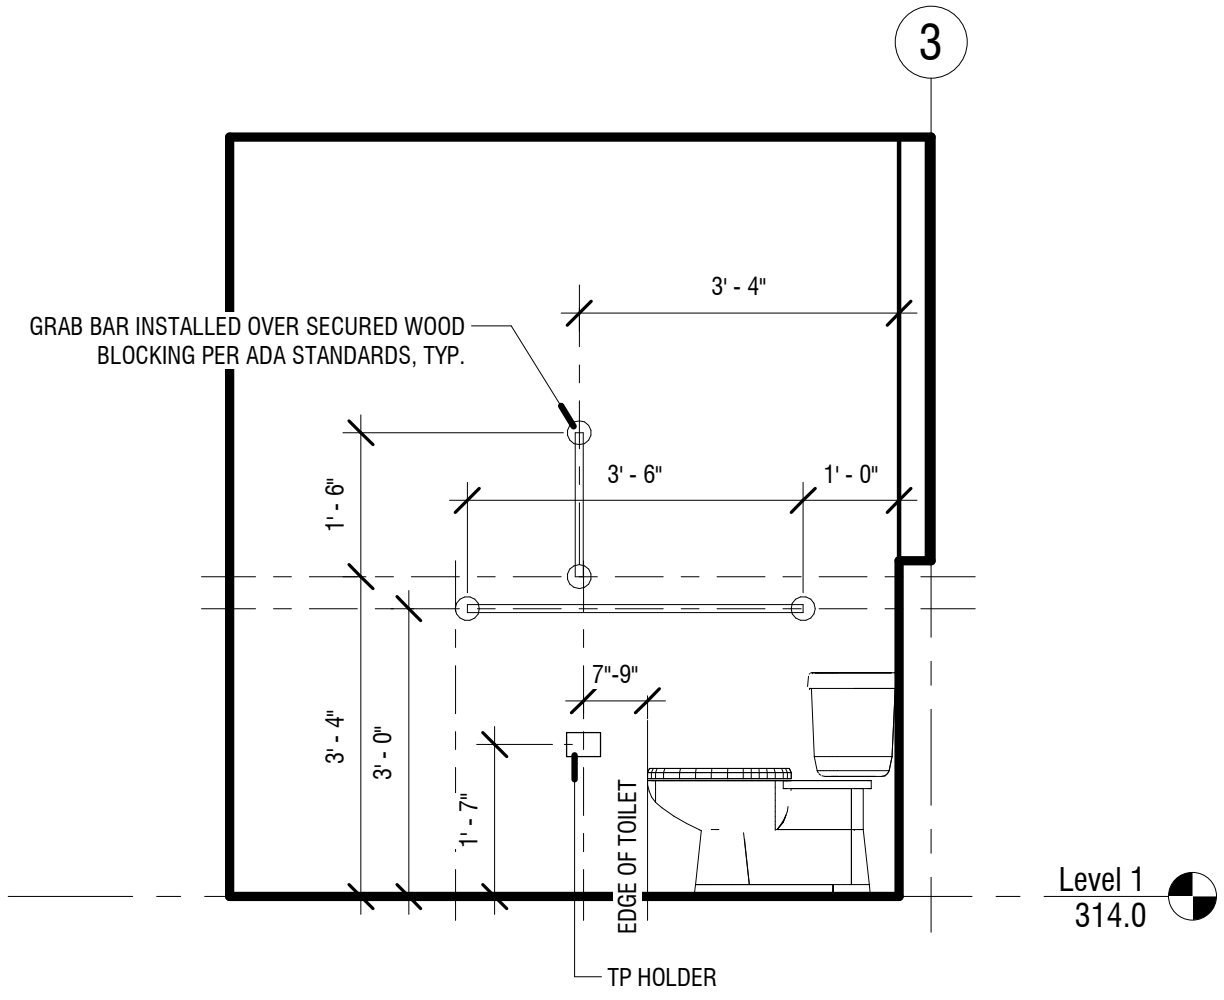 3
3' - 4"
GRAB BAR INSTALLED OVER SECURED WOOD
BLOCKING PER ADA STANDARDS, TYP.
3' - 6"
1' - 0"
1' - 6"
7"-9"
3' - 4"
3' - 0"
1' - 7"
EDGE OF TOILET
Level 1
314.0
TP HOLDER